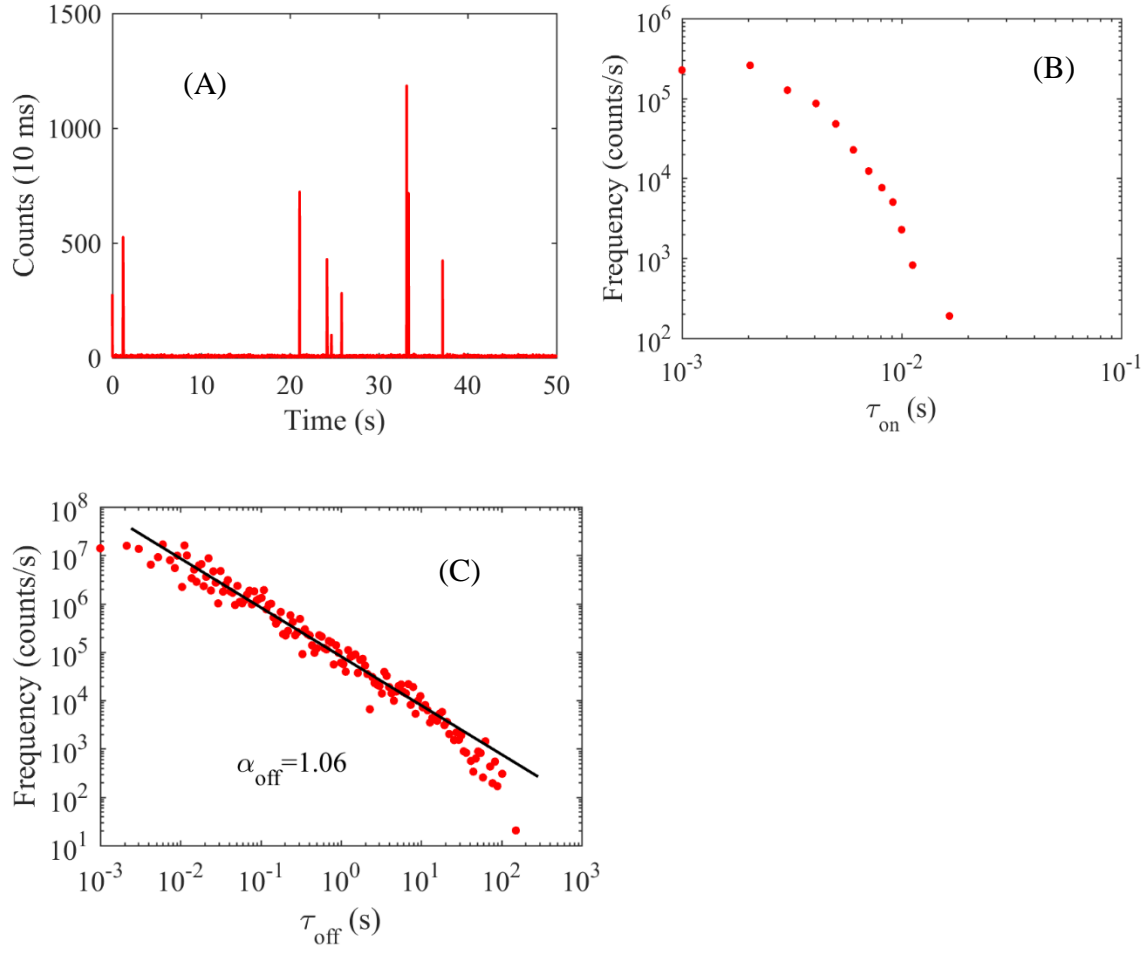 (A)
1500
1000
500
0
Counts (10 ms)
0 10 20 30 40 50
Time (s)
(B)
10^6
10^5
10^4
10^3
10^2
Frequency (counts/s)
10^-3 10^-2 10^-1
τ_on (s)
(C)
10^8
10^7
10^6
10^5
10^4
10^3
10^2
10^1
Frequency (counts/s)
α_off=1.06
10^-3 10^-2 10^-1 10^0 10^1 10^2 10^3
τ_off (s)